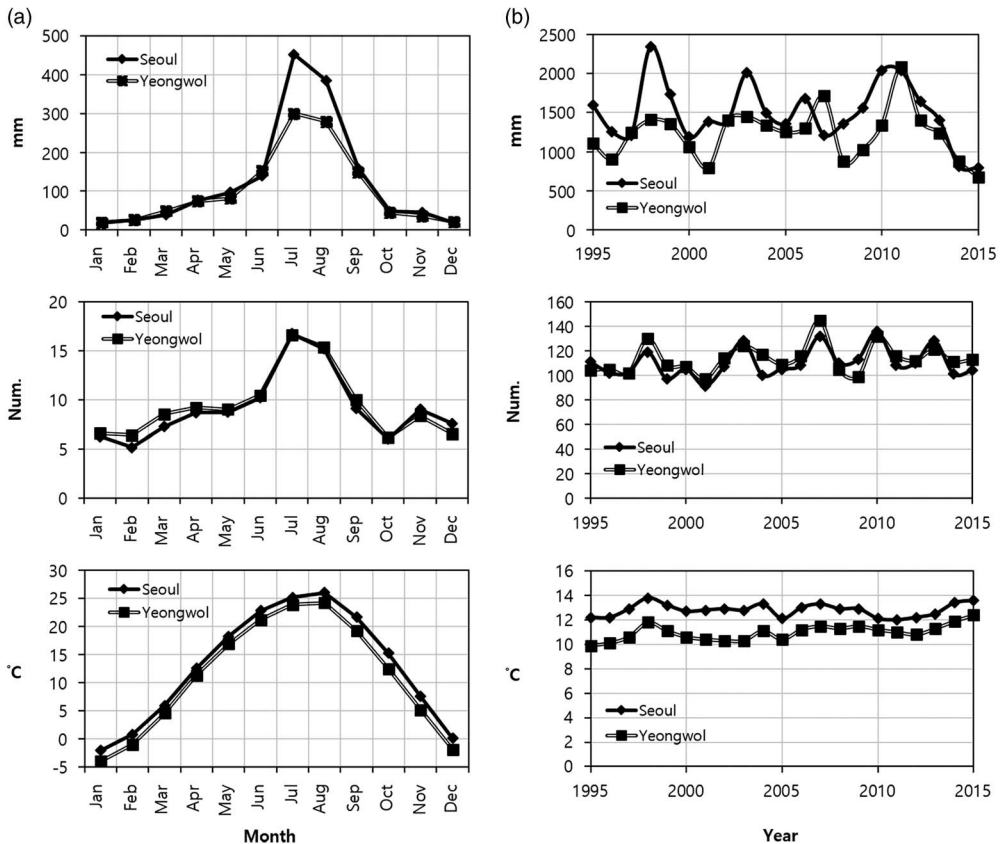 (a)
mm
500
400
300
200
100
0
Seoul
Yeongwol
Jan Feb Mar Apr May Jun Jul Aug Sep Oct Nov Dec
Num.
20
15
10
5
0
Seoul
Yeongwol
Jan Feb Mar Apr May Jun Jul Aug Sep Oct Nov Dec
°C
30
25
20
15
10
5
0
-5
Seoul
Yeongwol
Jan Feb Mar Apr May Jun Jul Aug Sep Oct Nov Dec
Month
(b)
mm
2500
2000
1500
1000
500
0
Seoul
Yeongwol
1995 2000 2005 2010 2015
Num.
160
140
120
100
80
60
40
20
0
Seoul
Yeongwol
1995 2000 2005 2010 2015
°C
16
14
12
10
8
6
4
2
0
Seoul
Yeongwol
1995 2000 2005 2010 2015
Year